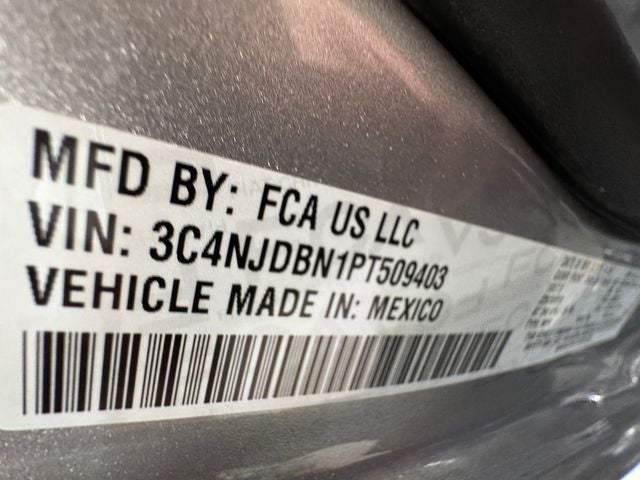 MFD BY: FCA US LLC
VIN: 3C4NJDBN1PT509403
VEHICLE MADE IN: MEXICO